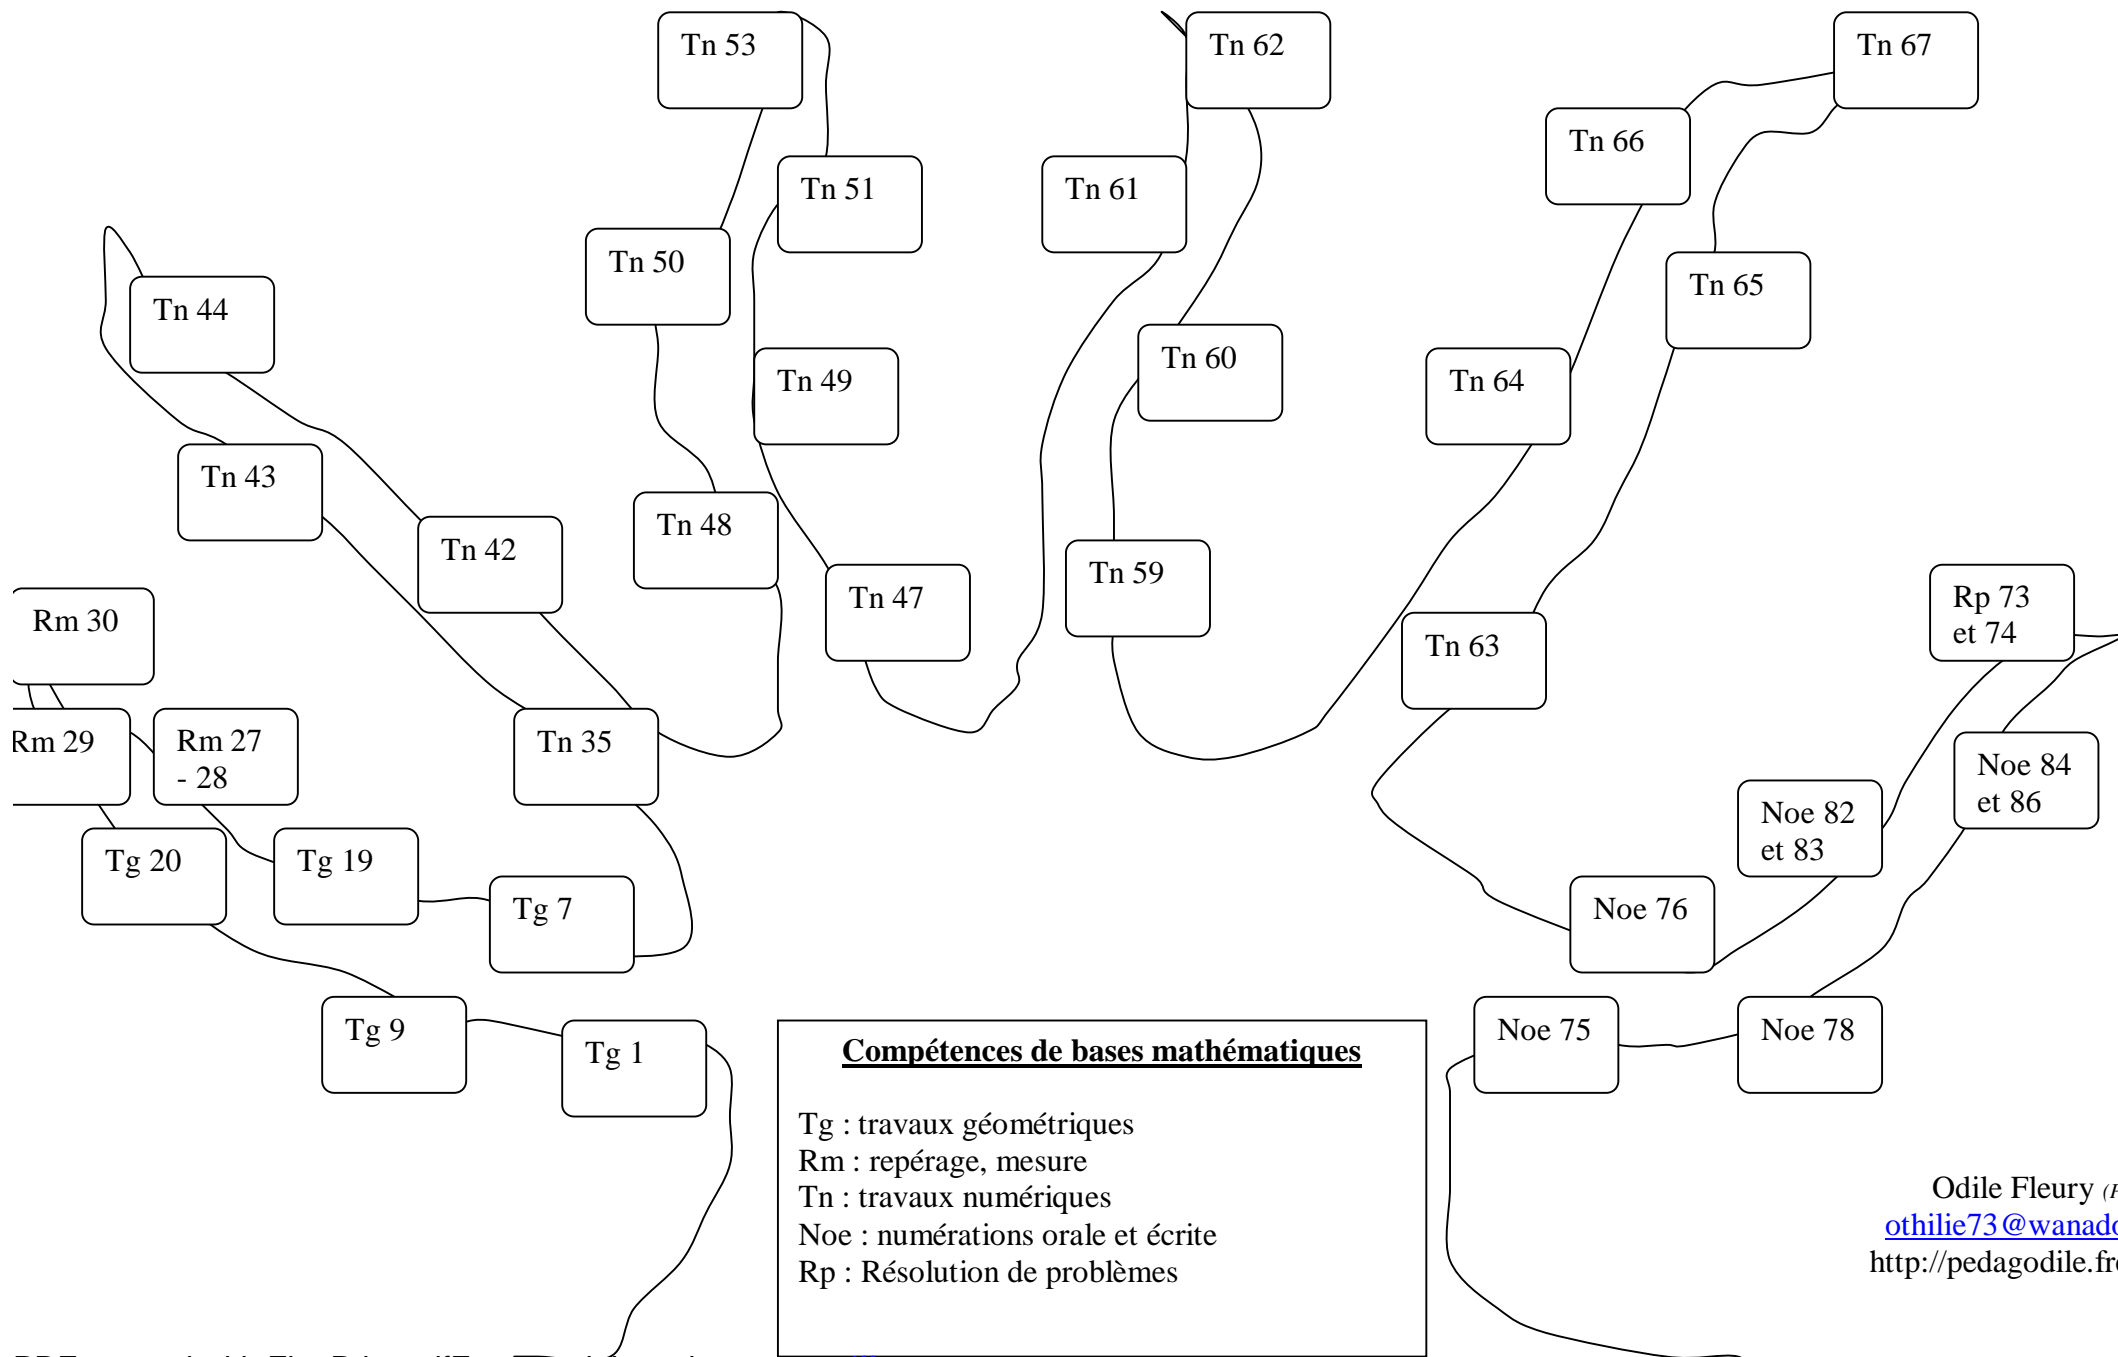 Tn 53
Tn 62
Tn 67
Tn 66
Tn 51
Tn 61
Tn 50
Tn 65
Tn 44
Tn 60
Tn 49
Tn 64
Tn 43
Tn 48
Tn 42
Tn 59
Tn 47
Rp 73
et 74
Rm 30
Tn 63
Rm 29
Rm 27
- 28
Tn 35
Noe 84
et 86
Noe 82
et 83
Tg 20
Tg 19
Tg 7
Noe 76
Tg 9
Tg 1
Noe 75
Noe 78
Compétences de bases mathématiques
Tg : travaux géométriques
Rm : repérage, mesure
Tn : travaux numériques
Noe : numérations orale et écrite
Rp : Résolution de problèmes
Odile Fleury
othilie73@wanado
http://pedagodile.fre